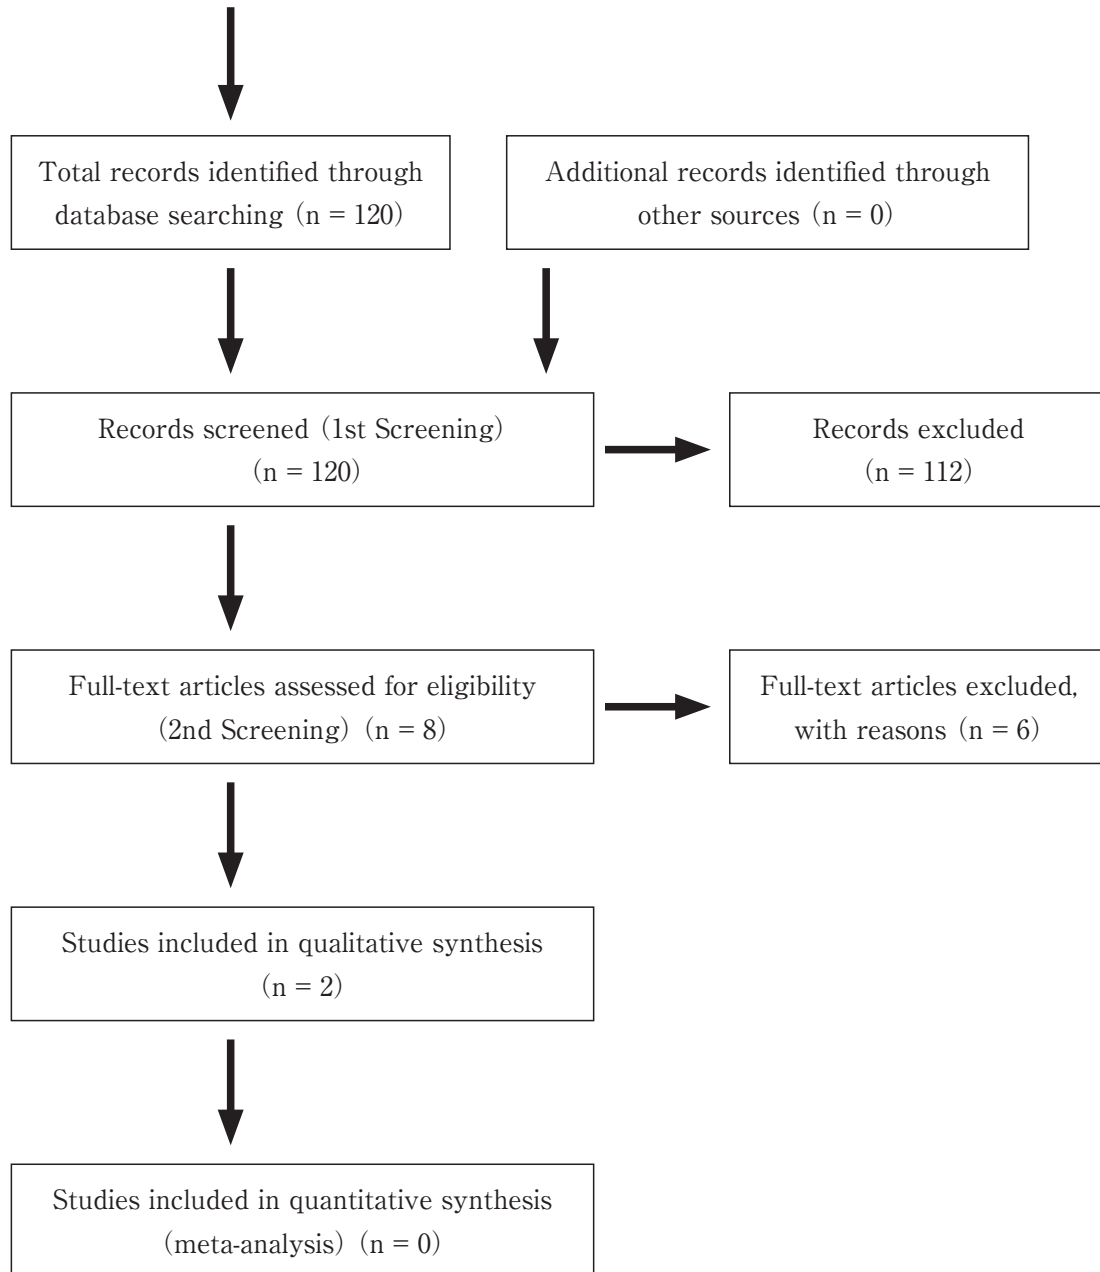 Total records identified through
database searching (n = 120)
Additional records identified through
other sources (n = 0)
Records screened (1st Screening)
(n = 120)
Records excluded
(n = 112)
Full-text articles assessed for eligibility
(2nd Screening) (n = 8)
Full-text articles excluded,
with reasons (n = 6)
Studies included in qualitative synthesis
(n = 2)
Studies included in quantitative synthesis
(meta-analysis) (n = 0)